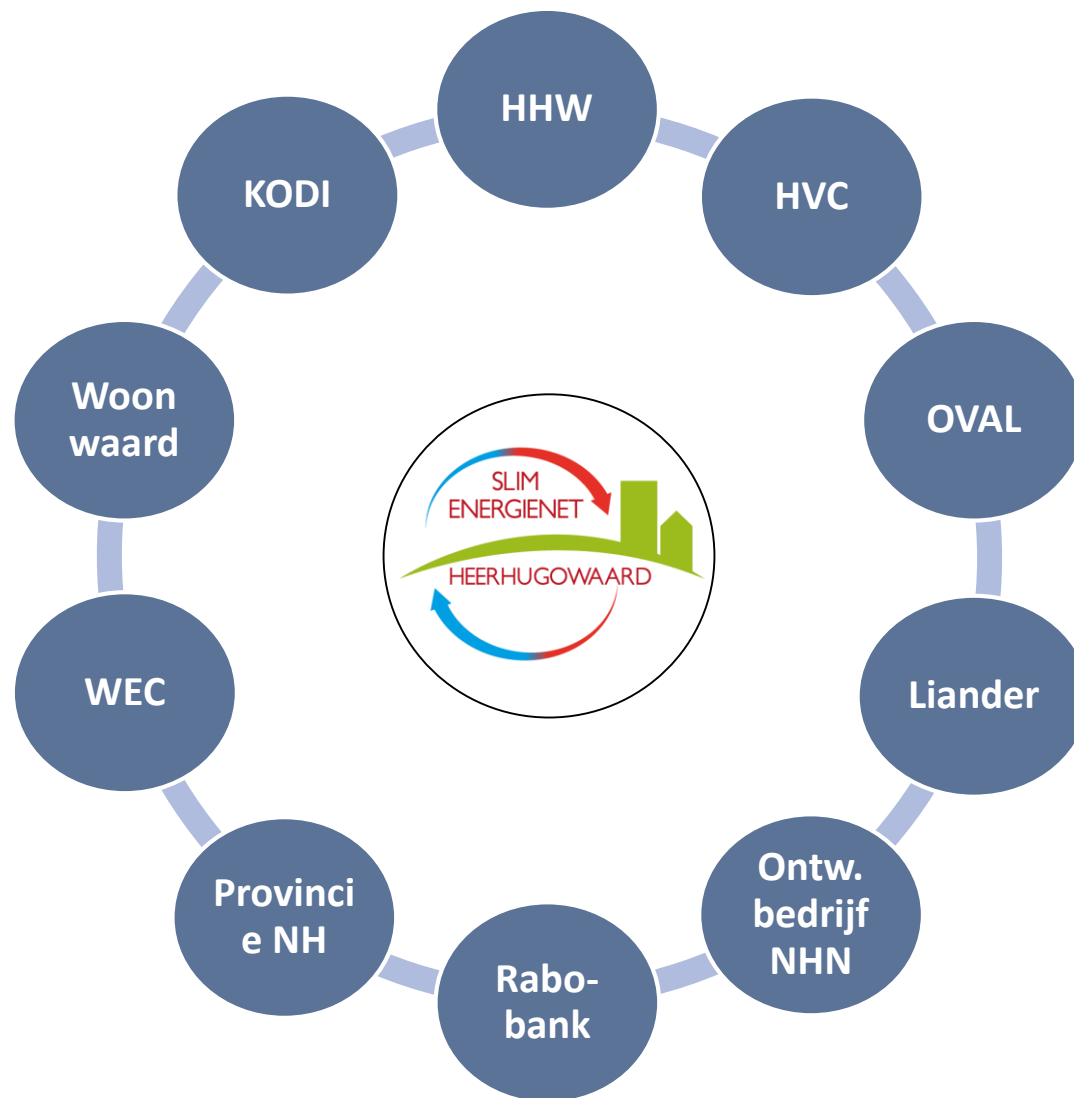 HHW
HVC
OVAL
Liander
Ontw.
bedrijf
NHN
Rabo-
bank
Provinci
e NH
WEC
Woon
waard
KODI
SLIM
ENERGIENET
HEERHUGOWAARD